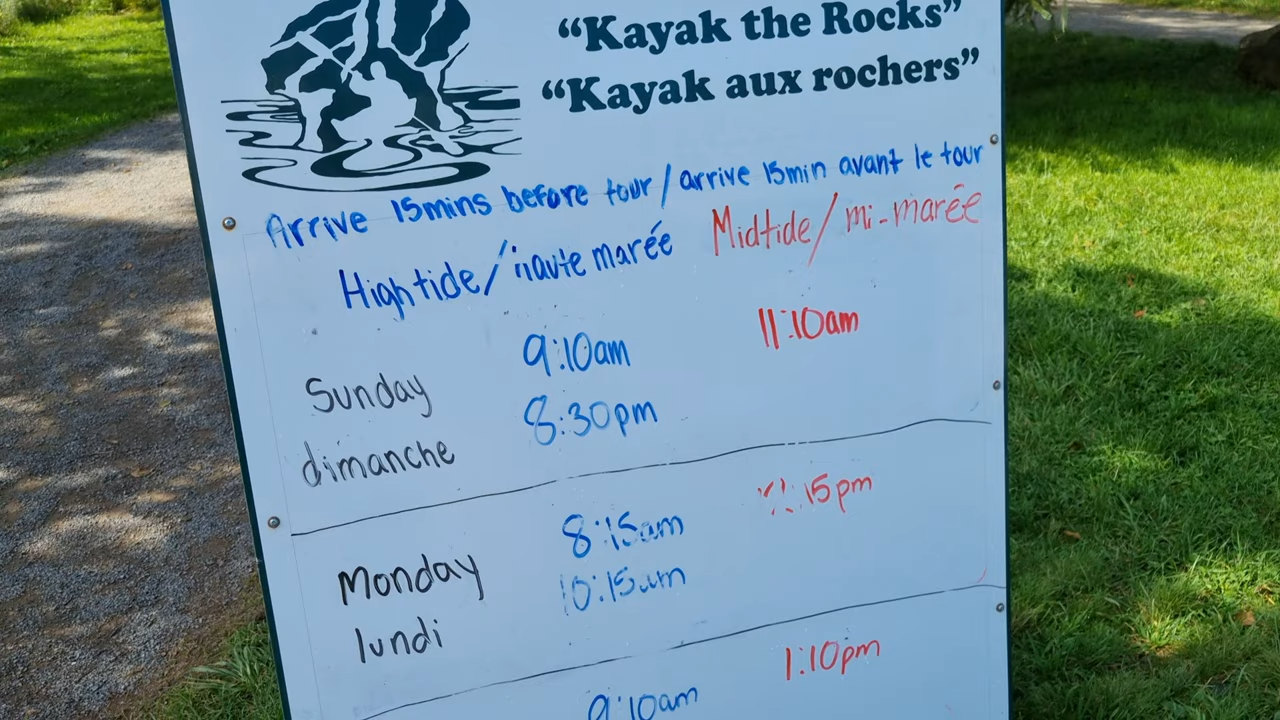 “Kayak the Rocks”
“Kayak aux rochers”
Arrive 15mins before tour / arrive 15min avant le tour
High tide / haute marée Midtide / mi-marée
Sunday
dimanche
9:10am 11:10am
8:30pm
Monday
lundi
8:15am :15pm
10:15am
9:10am 1:10pm